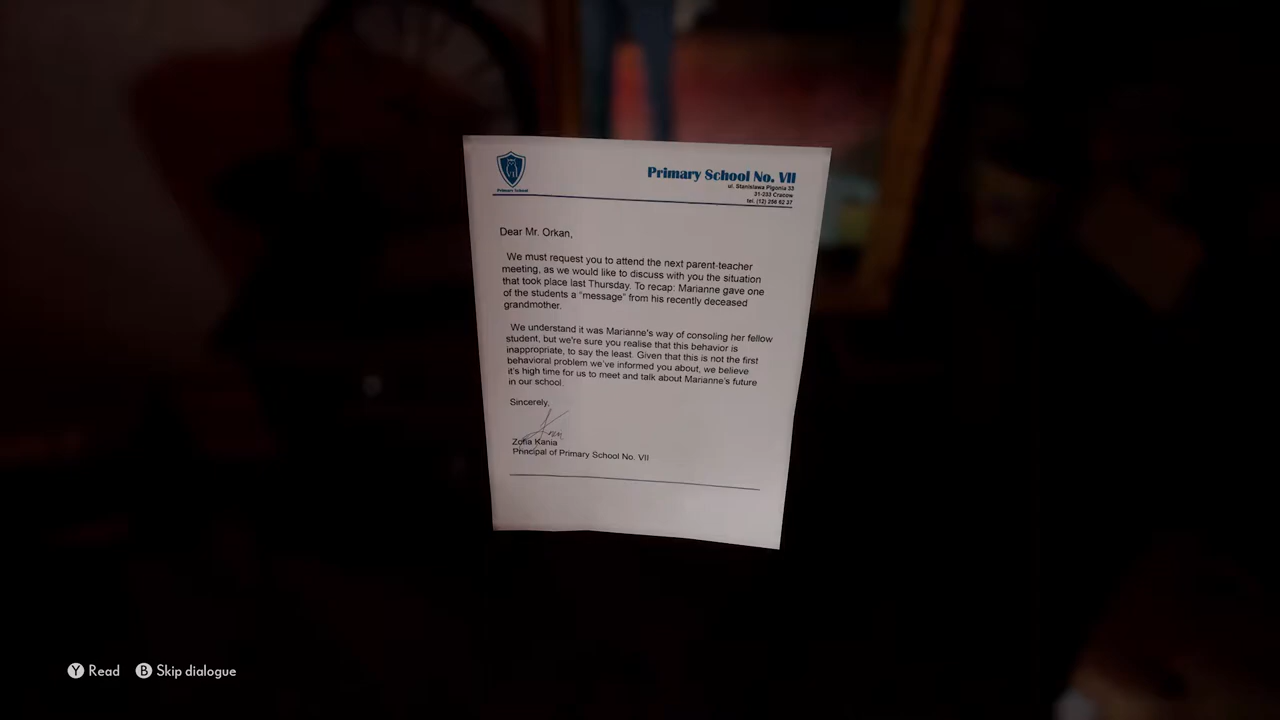 Primary School
Primary School No. VII
ul. Stanisława Pigonia 33
31-233 Cracow
tel. (12) 256 62 37
Dear Mr. Orkan,
We must request you to attend the next parent-teacher
meeting, as we would like to discuss with you the situation
that took place last Thursday. To recap: Marianne gave one
of the students a “message” from his recently deceased
grandmother.
We understand it was Marianne's way of consoling her fellow
student, but we're sure you realise that this behavior is
inappropriate, to say the least. Given that this is not the first
behavioral problem we've informed you about, we believe
it's high time for us to meet and talk about Marianne's future
in our school.
Sincerely,
Zofia Kania
Principal of Primary School No. VII
Y Read B Skip dialogue